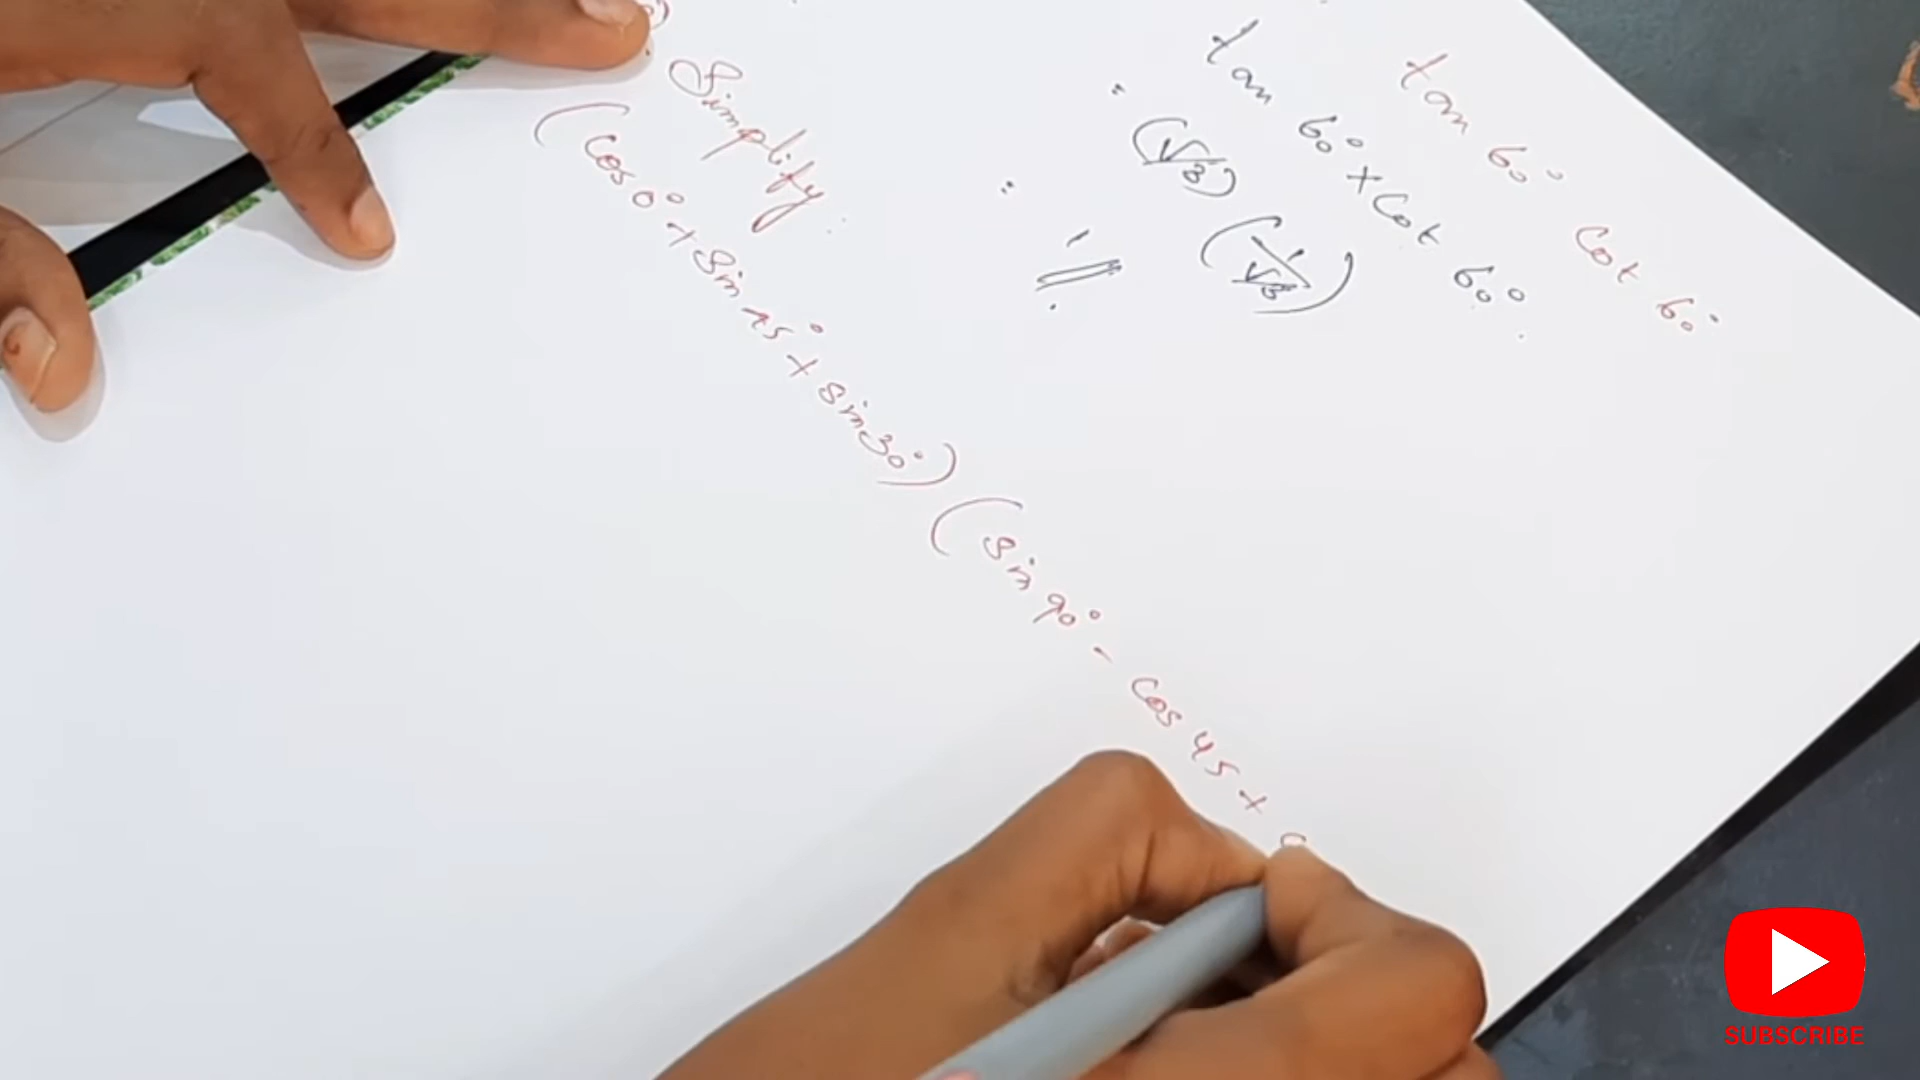 tan 60° cot 60°
tan 60° × cot 60°
= (√3) (1/√3)
= 1
Simplify:
(cos 0° + sin 45° + sin 30°) (sin 90° - cos 45 + c
SUBSCRIBE